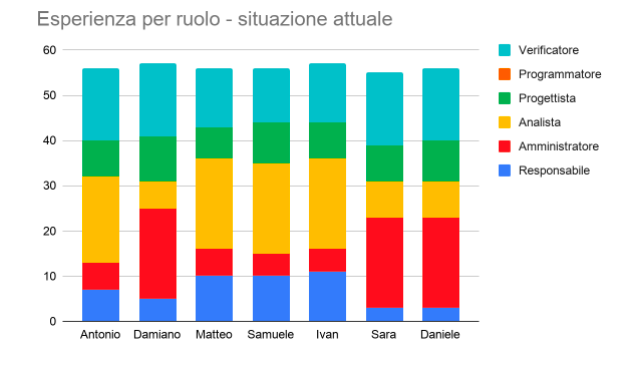 Esperienza per ruolo - situazione attuale
60
50
40
30
20
10
0
Antonio Damiano Matteo Samuele Ivan Sara Daniele
Verificatore
Programmatore
Progettista
Analista
Amministratore
Responsabile